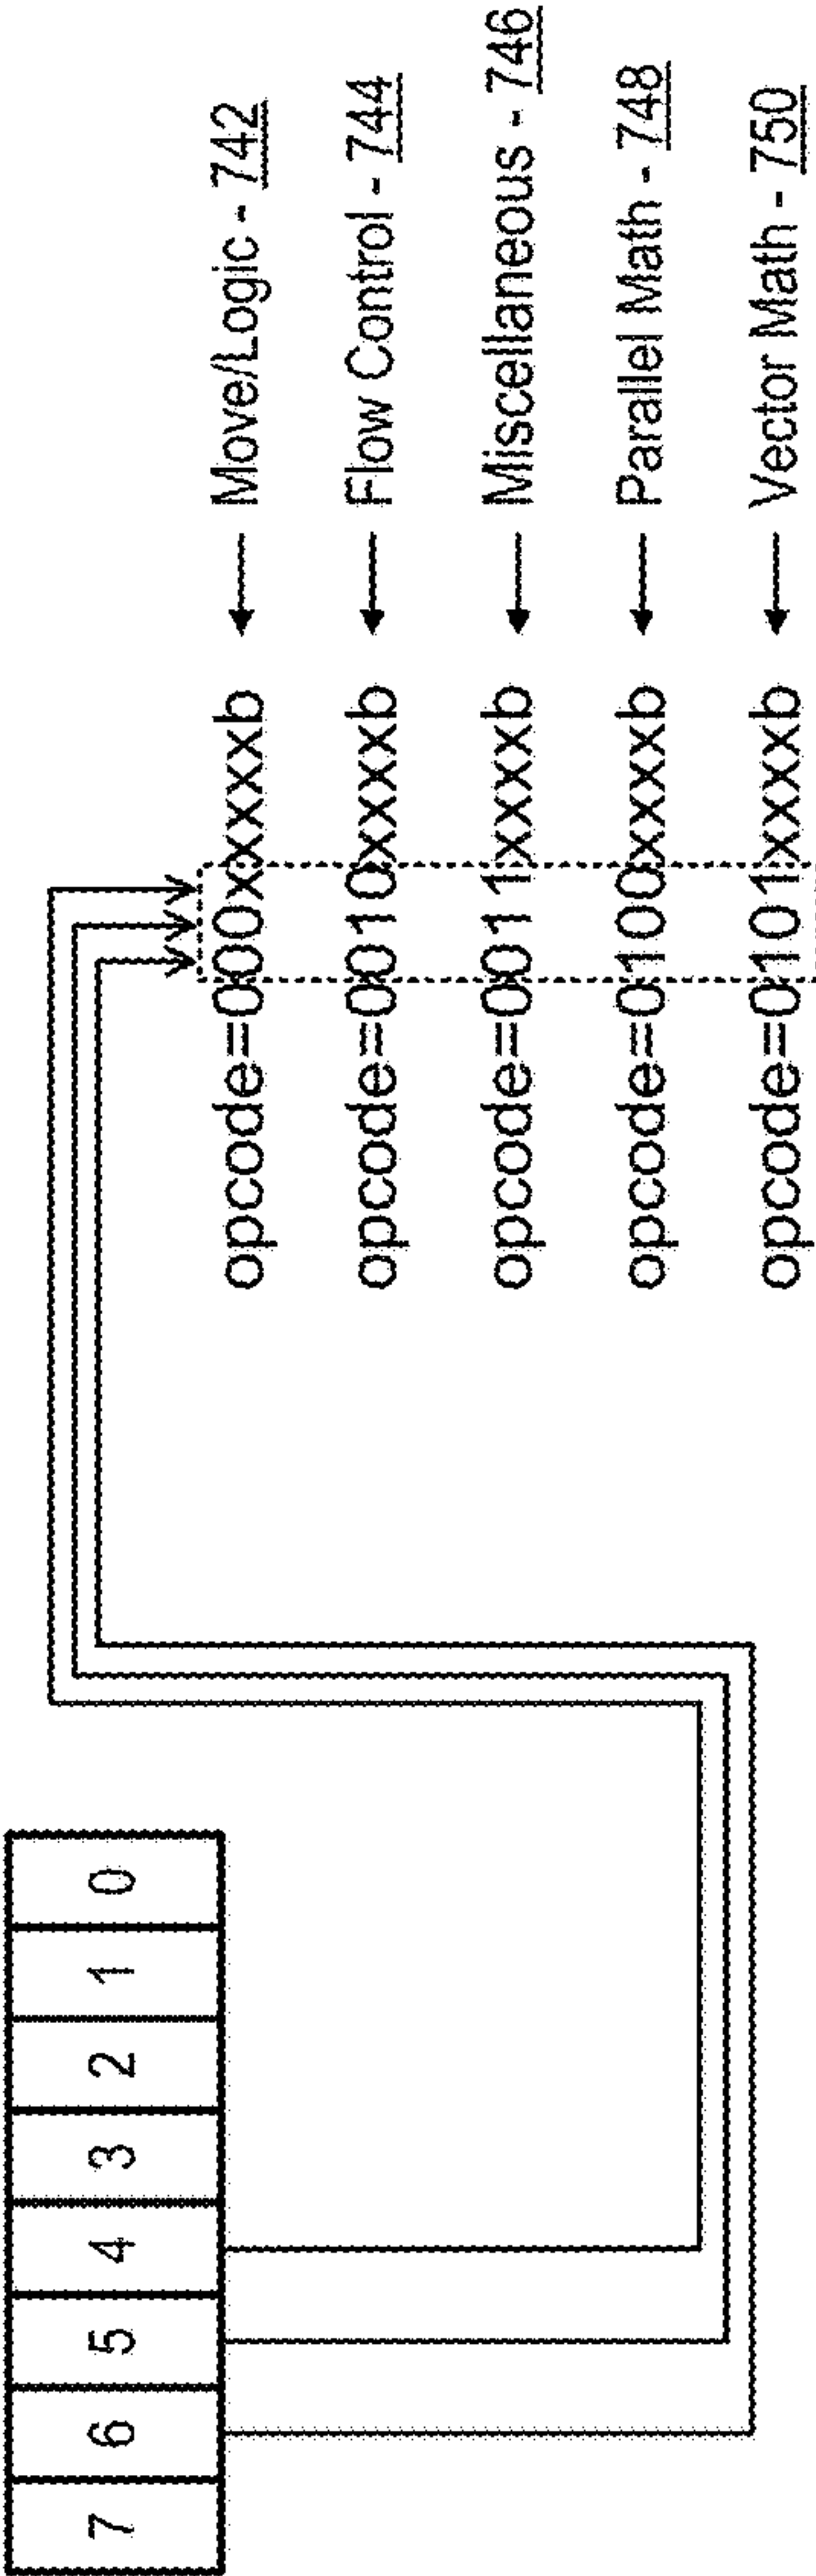 7 6 5 4 3 2 1 0
opcode=000xxxxxb ← Move/Logic - 742
opcode=0010xxxxb ← Flow Control - 744
opcode=0011xxxxb ← Miscellaneous - 746
opcode=0100xxxxb ← Parallel Math - 748
opcode=0101xxxxb ← Vector Math - 750